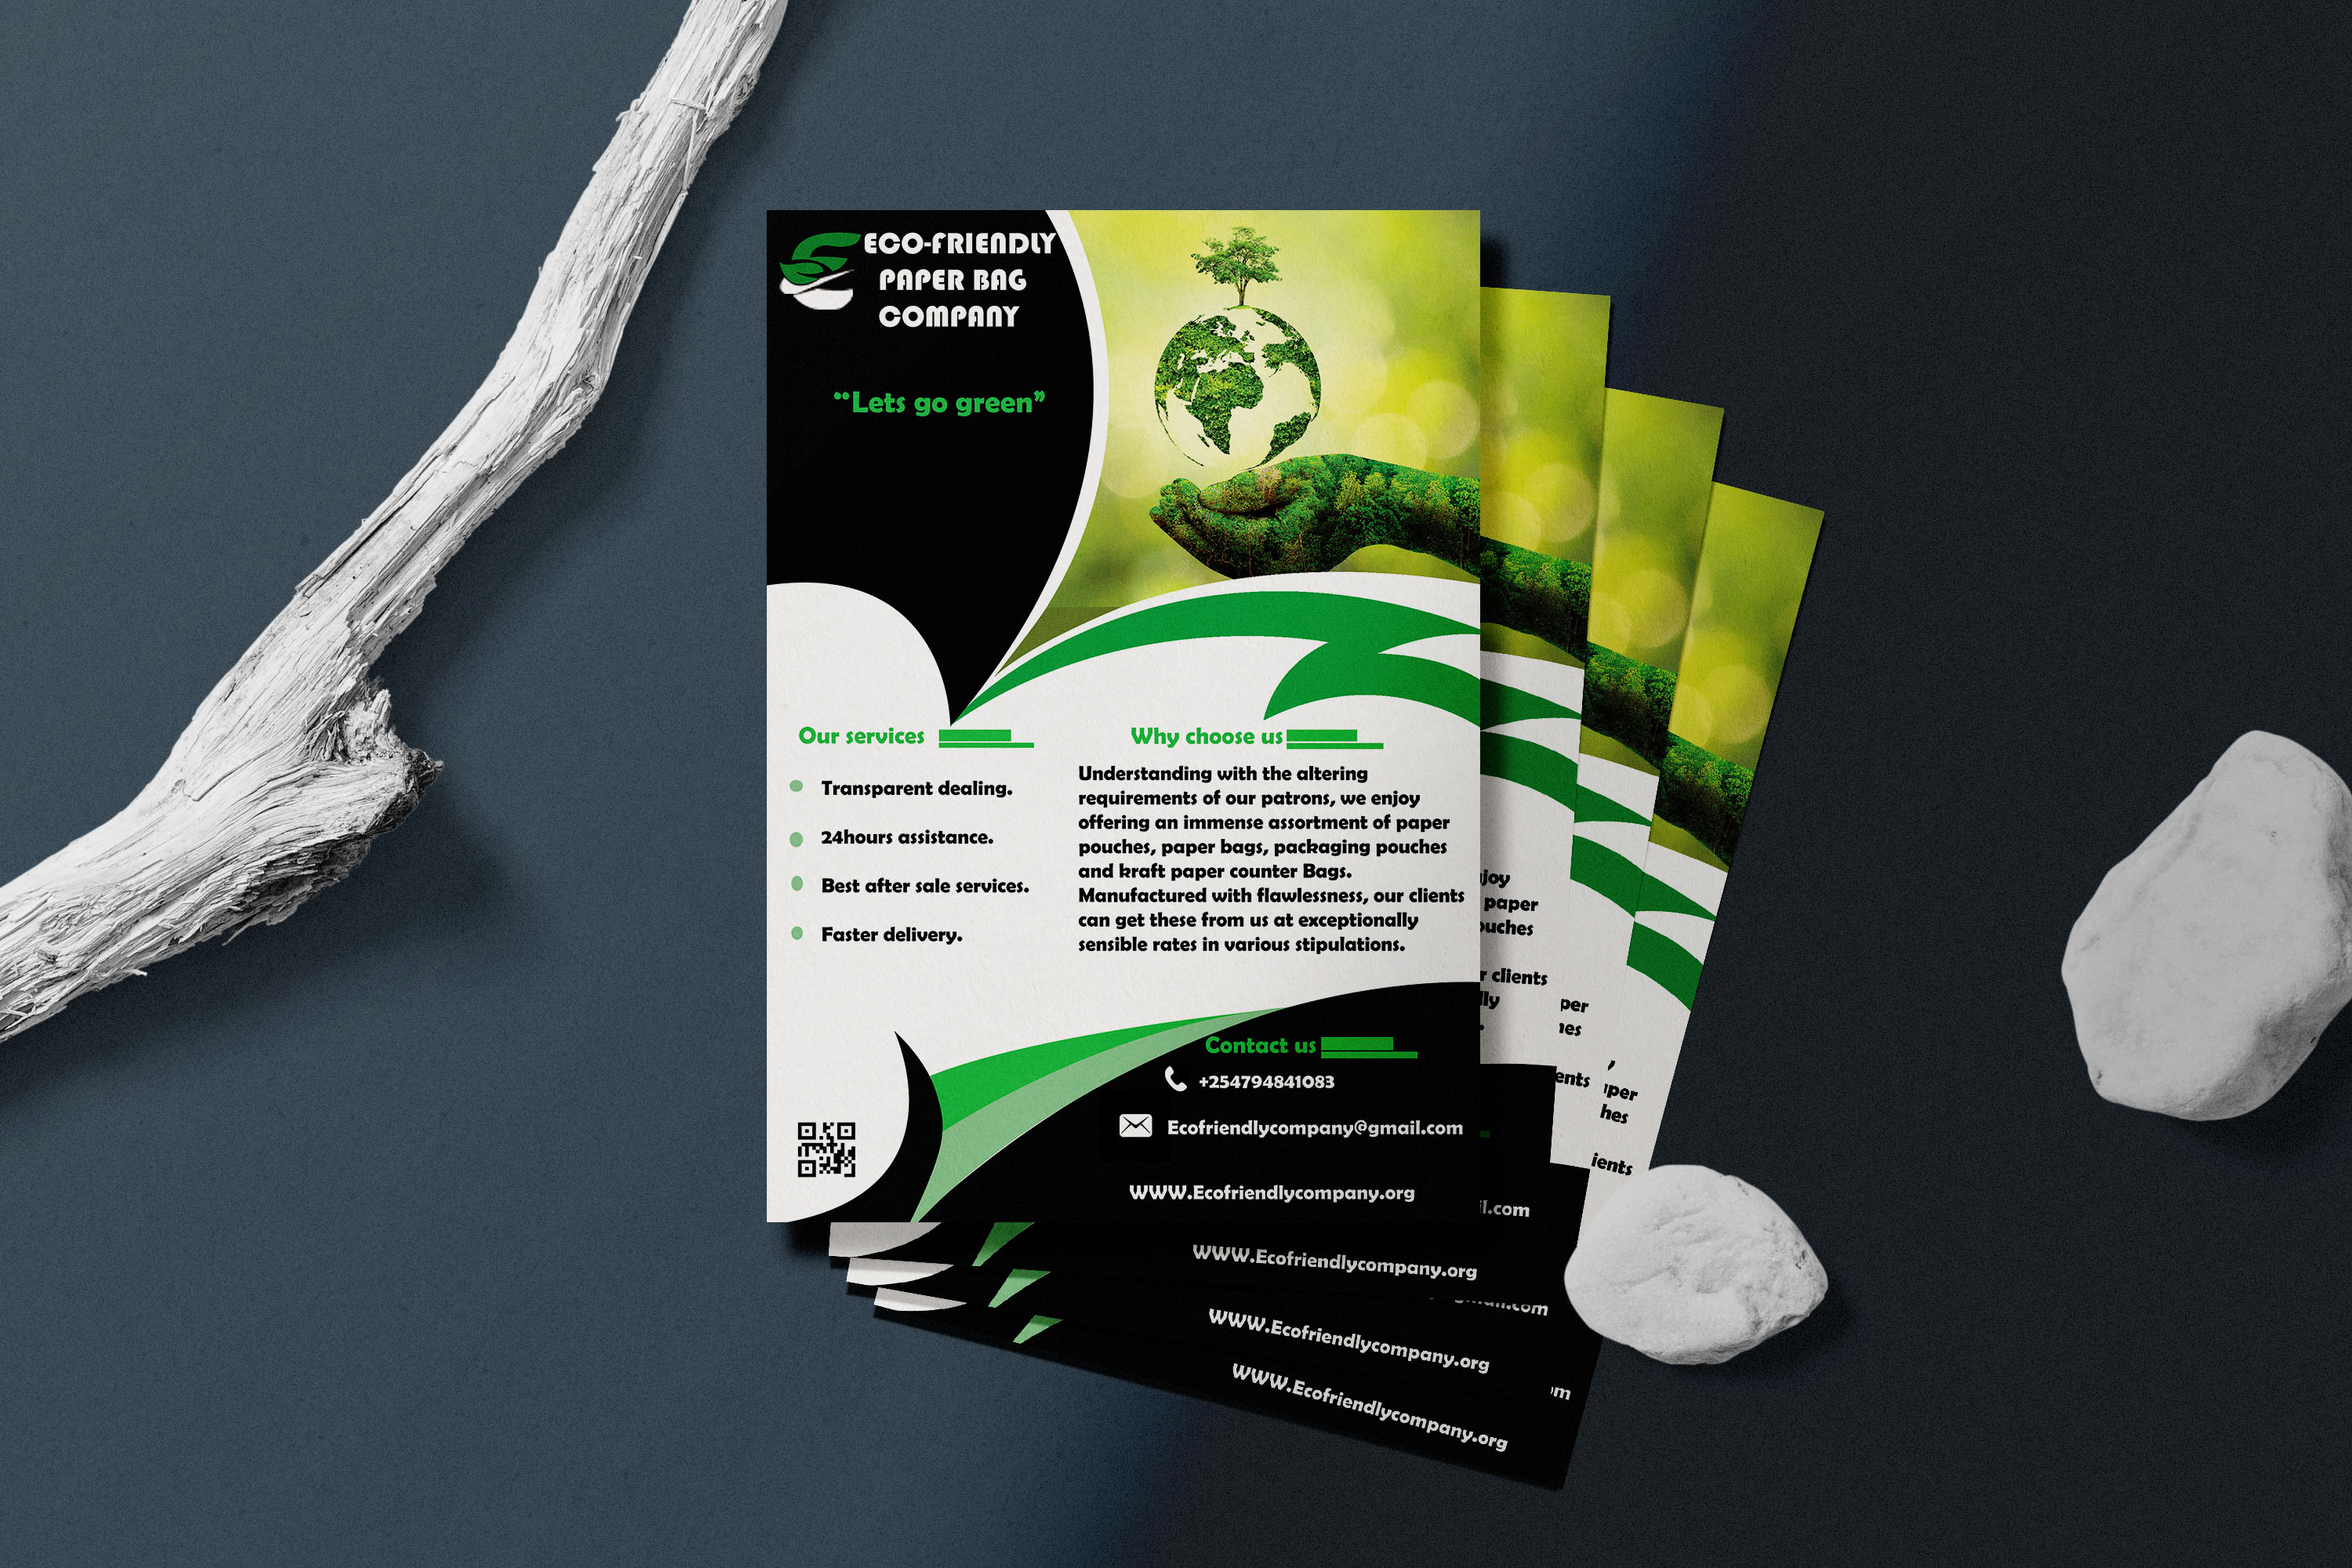 ECO-FRIENDLY
PAPER BAG
COMPANY
“Lets go green”
Our services
Transparent dealing.
24hours assistance.
Best after sale services.
Faster delivery.
Why choose us
Understanding with the altering
requirements of our patrons, we enjoy
offering an immense assortment of paper
pouches, paper bags, packaging pouches
and kraft paper counter Bags.
Manufactured with flawlessness, our clients
can get these from us at exceptionally
sensible rates in various stipulations.
Contact us
+254794841083
Ecofriendlycompany@gmail.com
WWW.Ecofriendlycompany.org
paper
clients
WWW.Ecofriendlycompany.org
WWW.Ecofriendlycompany.org
WWW.Ecofriendlycompany.org